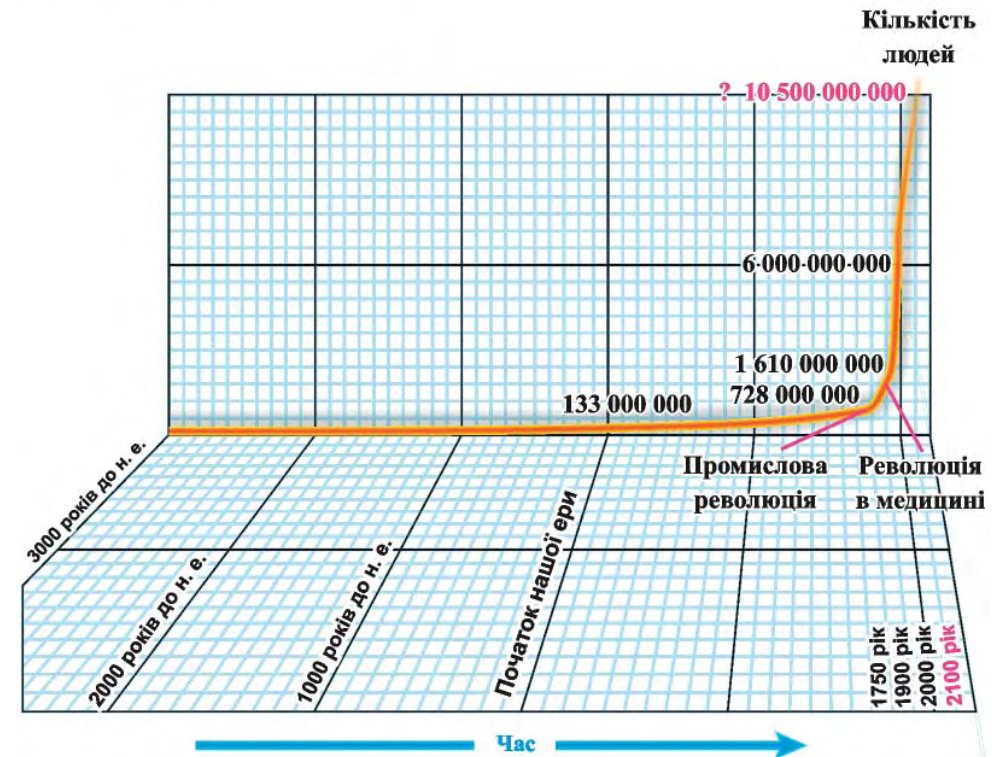 Кількість
людей
? 10 500 000 000
6 000 000 000
1 610 000 000
728 000 000
133 000 000
Промислова
революція
Революція
в медицині
3000 років до н. е.
2000 років до н. е.
1000 років до н. е.
Початок нашої ери
1750 рік
1900 рік
2000 рік
2100 рік
Час